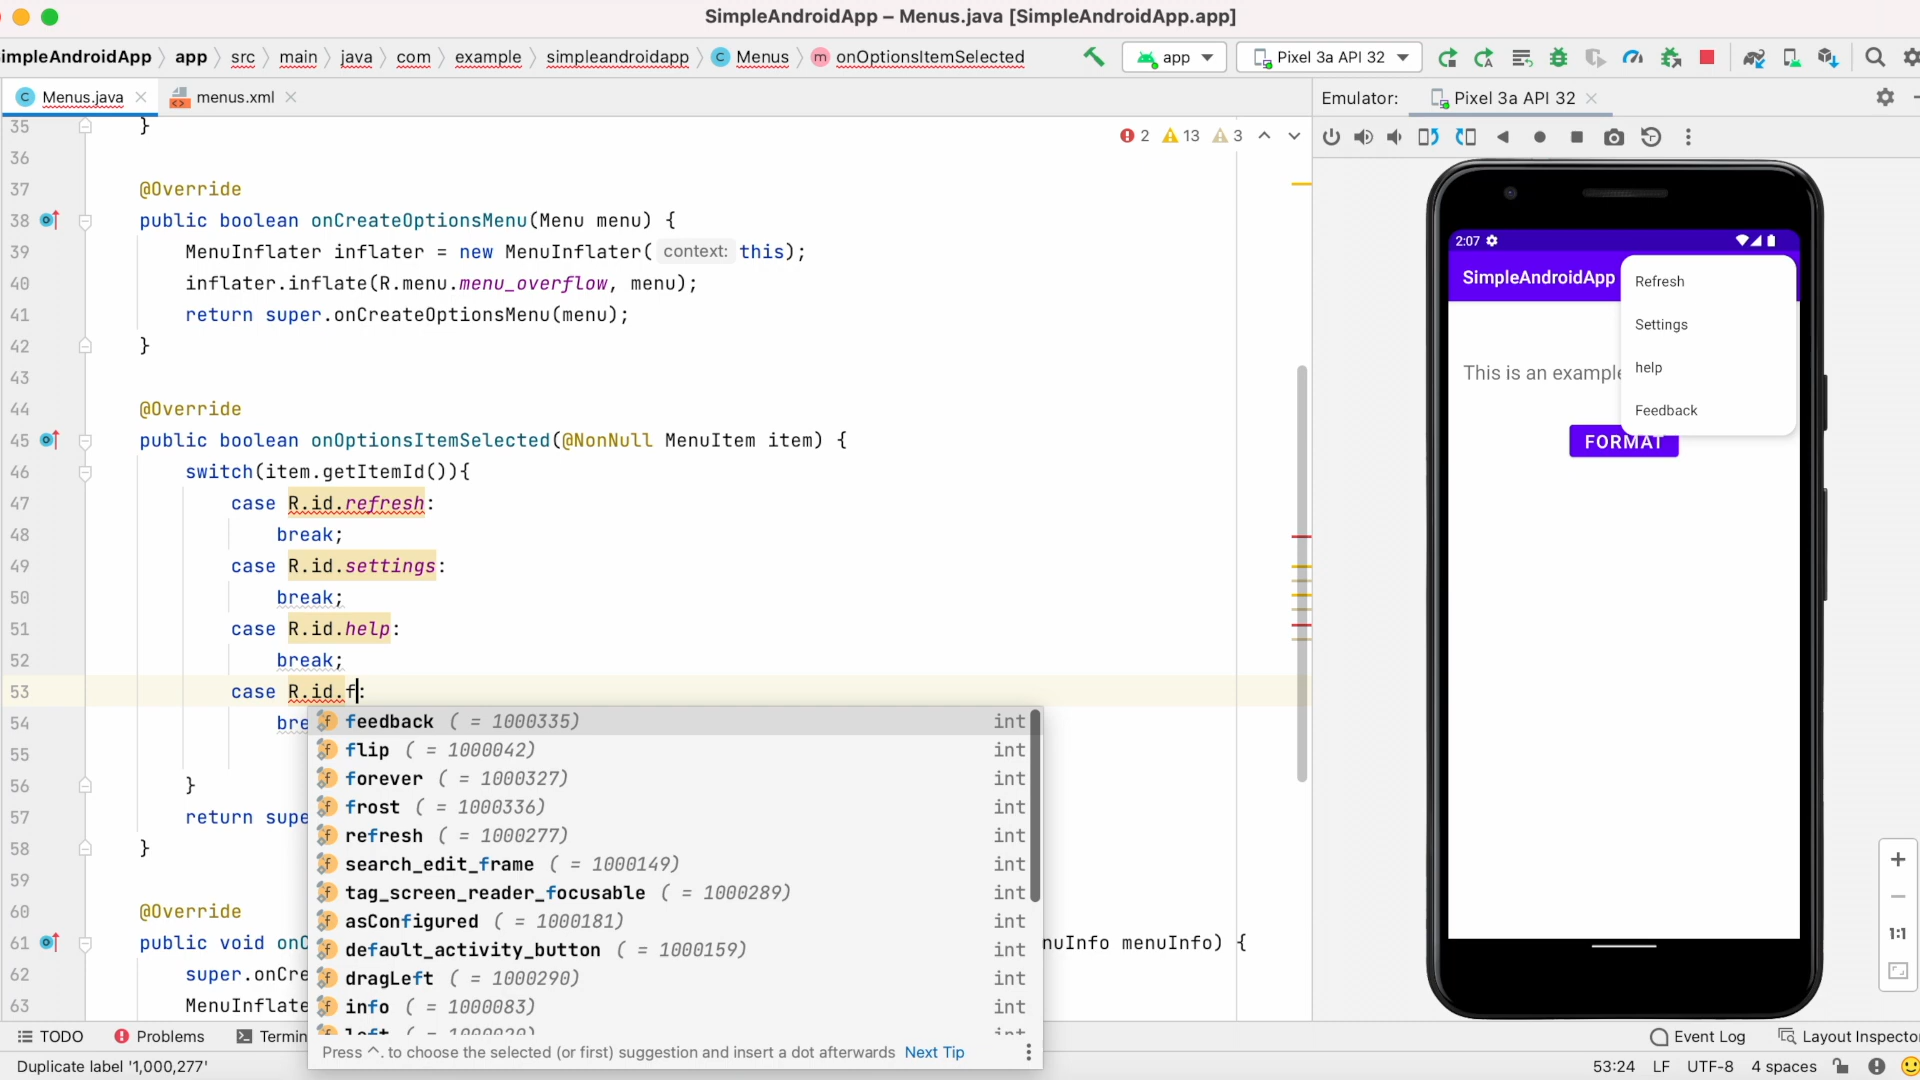 SimpleAndroidApp – Menus.java [SimpleAndroidApp.app]
impleAndroidApp app src main java com example simpleandroidapp C Menus m onOptionsItemSelected app Pixel 3a API 32
C Menus.java menus.xml Emulator: Pixel 3a API 32
2 13 3
35 }
36
37 @Override
38 public boolean onCreateOptionsMenu(Menu menu) {
39 MenuInflater inflater = new MenuInflater( context: this);
40 inflater.inflate(R.menu.menu_overflow, menu);
41 return super.onCreateOptionsMenu(menu);
42 }
43
44 @Override
45 public boolean onOptionsItemSelected(@NonNull MenuItem item) {
46 switch(item.getItemId()){
47 case R.id.refresh:
48 break;
49 case R.id.settings:
50 break;
51 case R.id.help:
52 break;
53 case R.id.f:
54 bre
55
56 }
57 return supe
58 }
59
60 @Override
61 public void onC nuInfo menuInfo) {
62 super.onCre
63 MenuInflate
feedback ( = 1000335) int
flip ( = 1000042) int
forever ( = 1000327) int
frost ( = 1000336) int
refresh ( = 1000277) int
search_edit_frame ( = 1000149) int
tag_screen_reader_focusable ( = 1000289) int
asConfigured ( = 1000181) int
default_activity_button ( = 1000159) int
dragLeft ( = 1000290) int
info ( = 1000083) int
left ( = 1000020) int
Press ^. to choose the selected (or first) suggestion and insert a dot afterwards Next Tip
2:07
SimpleAndroidApp
Refresh
Settings
help
Feedback
This is an example
FORMAT
1:1
TODO Problems Termin Event Log Layout Inspector
Duplicate label '1,000,277' 53:24 LF UTF-8 4 spaces